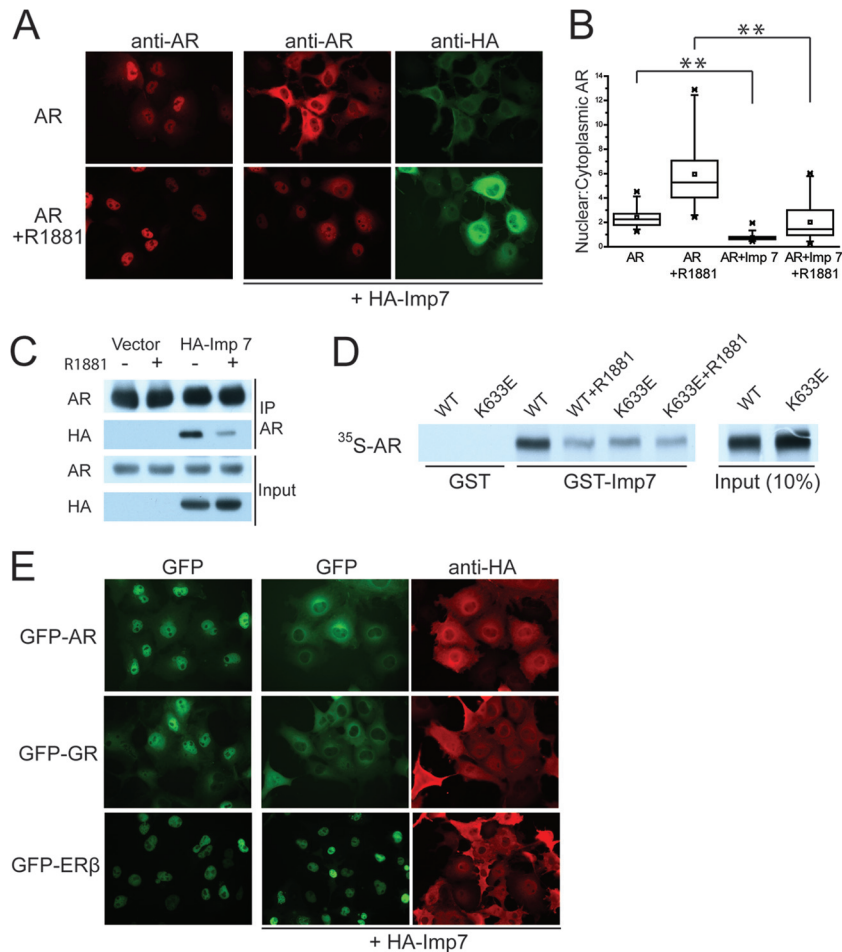 A
anti-AR anti-AR anti-HA
AR
AR
+R1881
+ HA-Imp7
B
**
**
Nuclear:Cytoplasmic AR
14
12
10
8
6
4
2
0
AR AR
+R1881 AR+Imp 7 AR+Imp 7
+R1881
C
Vector HA-Imp 7
R1881 - + - +
AR
HA
IP
AR
AR
HA
Input
D
WT K633E WT WT+R1881 K633E K633E+R1881 WT K633E
35S-AR
GST GST-Imp7 Input (10%)
E
GFP GFP anti-HA
GFP-AR
GFP-GR
GFP-ERβ
+ HA-Imp7